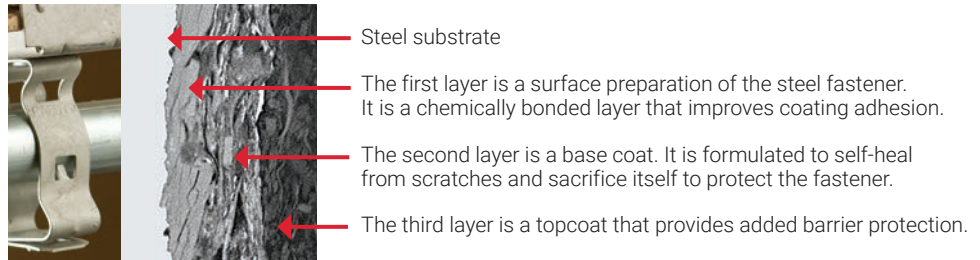 Steel substrate
The first layer is a surface preparation of the steel fastener.
It is a chemically bonded layer that improves coating adhesion.
The second layer is a base coat. It is formulated to self-heal
from scratches and sacrifice itself to protect the fastener.
The third layer is a topcoat that provides added barrier protection.